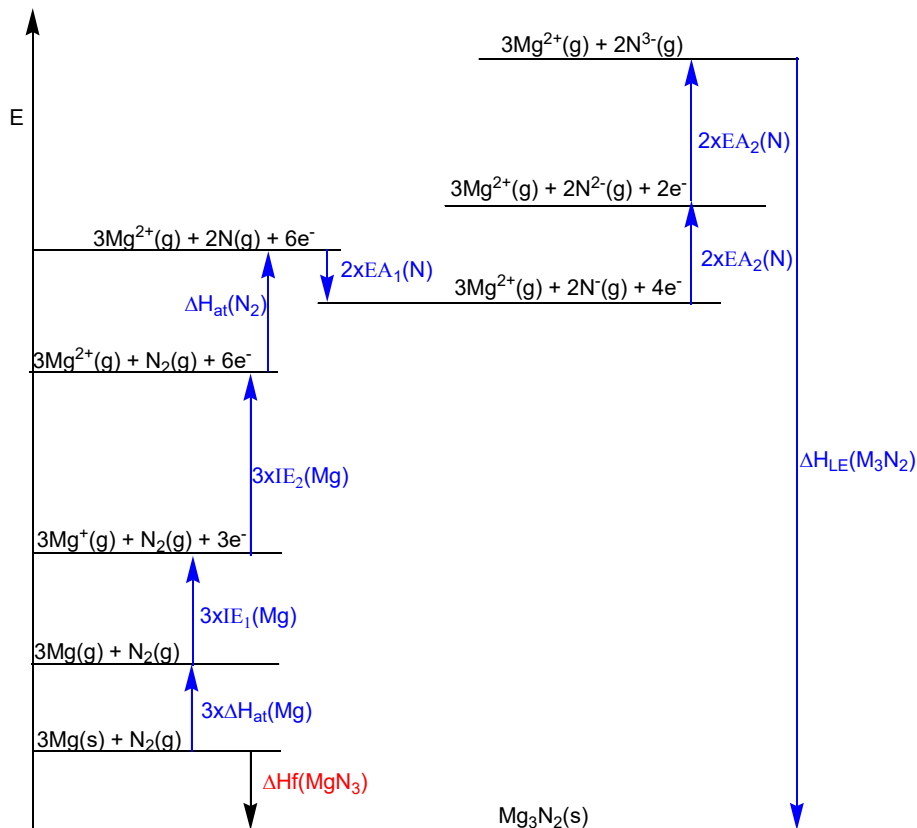 3Mg²⁺(g) + 2N³⁻(g)
E
2xEA₂(N)
3Mg²⁺(g) + 2N²⁻(g) + 2e⁻
3Mg²⁺(g) + 2N(g) + 6e⁻
2xEA₁(N)
2xEA₂(N)
3Mg²⁺(g) + 2N⁻(g) + 4e⁻
ΔHₐₜ(N₂)
3Mg²⁺(g) + N₂(g) + 6e⁻
3xIE₂(Mg)
ΔH_LE(M₃N₂)
3Mg⁺(g) + N₂(g) + 3e⁻
3xIE₁(Mg)
3Mg(g) + N₂(g)
3xΔHₐₜ(Mg)
3Mg(s) + N₂(g)
ΔHf(MgN₃)
Mg₃N₂(s)